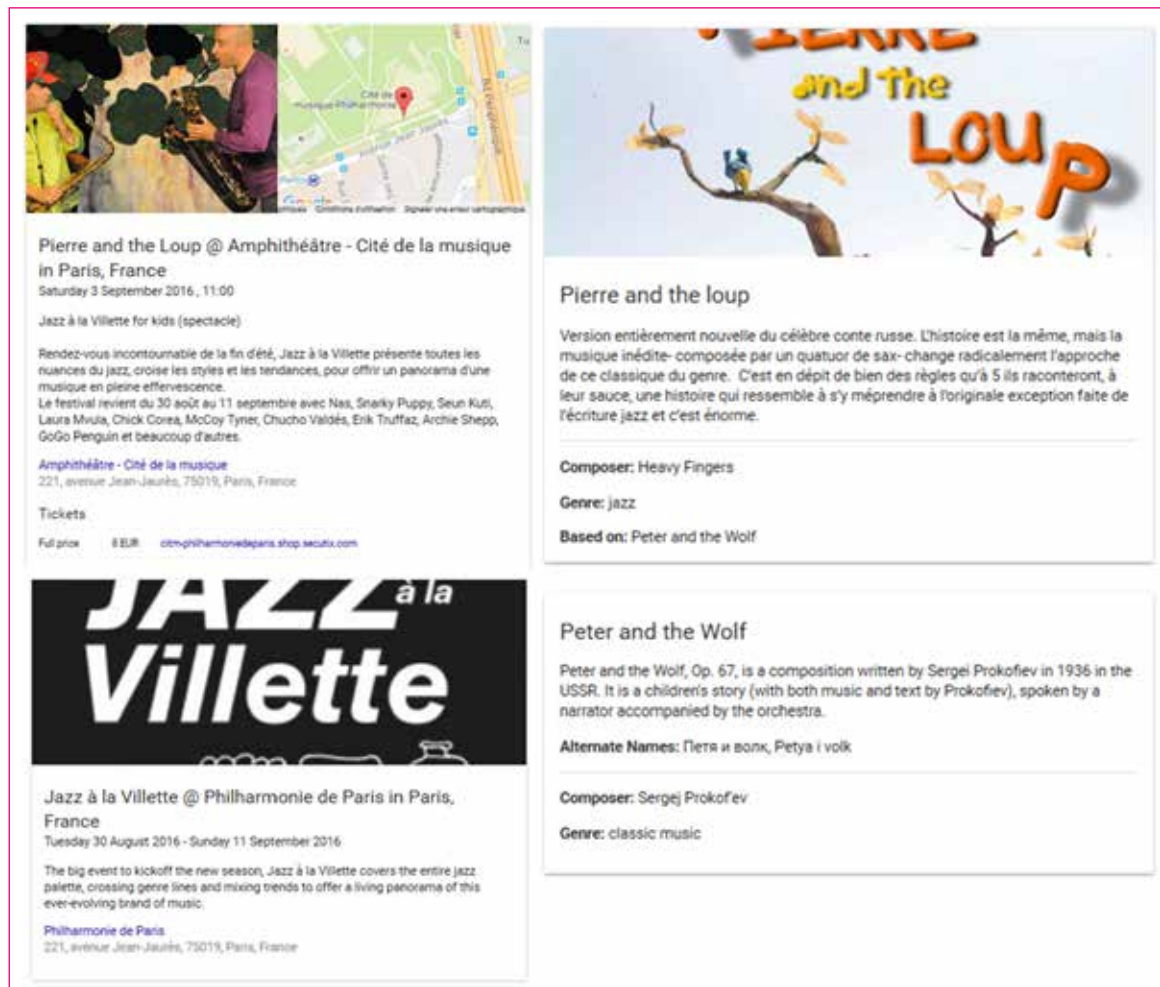 Cité de
musique Philharmonie
Avenue Jean Jaurès
Google
Conditions d'utilisation Signaler une erreur cartographique
Pierre and the Loup @ Amphithéâtre - Cité de la musique
in Paris, France
Saturday 3 September 2016 , 11:00
Jazz à la Villette for kids (spectacle)
Rendez-vous incontournable de la fin d'été, Jazz à la Villette présente toutes les
nuances du jazz, croise les styles et les tendances, pour offrir un panorama d'une
musique en pleine effervescence.
Le festival revient du 30 août au 11 septembre avec Nas, Snarky Puppy, Seun Kuti,
Laura Mvula, Chick Corea, McCoy Tyner, Chucho Valdés, Erik Truffaz, Archie Shepp,
GoGo Penguin et beaucoup d'autres.
Amphithéâtre - Cité de la musique
221, avenue Jean-Jaurès, 75019, Paris, France
Tickets
Full price 8 EUR citm-philharmoniedeparis.shop.secutix.com
JAZZ
à la
Villette
Jazz à la Villette @ Philharmonie de Paris in Paris,
France
Tuesday 30 August 2016 - Sunday 11 September 2016
The big event to kickoff the new season, Jazz à la Villette covers the entire jazz
palette, crossing genre lines and mixing trends to offer a living panorama of this
ever-evolving brand of music.
Philharmonie de Paris
221, avenue Jean-Jaurès, 75019, Paris, France
PIERRE
and the
LOUP
Pierre and the loup
Version entièrement nouvelle du célèbre conte russe. L'histoire est la même, mais la
musique inédite- composée par un quatuor de sax- change radicalement l'approche
de ce classique du genre. C'est en dépit de bien des règles qu'à 5 ils raconteront, à
leur sauce, une histoire qui ressemble à s'y méprendre à l'originale exception faite de
l'écriture jazz et c'est énorme.
Composer: Heavy Fingers
Genre: jazz
Based on: Peter and the Wolf
Peter and the Wolf
Peter and the Wolf, Op. 67, is a composition written by Sergei Prokofiev in 1936 in the
USSR. It is a children's story (with both music and text by Prokofiev), spoken by a
narrator accompanied by the orchestra.
Alternate Names: Петя и волк, Petya i volk
Composer: Sergej Prokof'ev
Genre: classic music